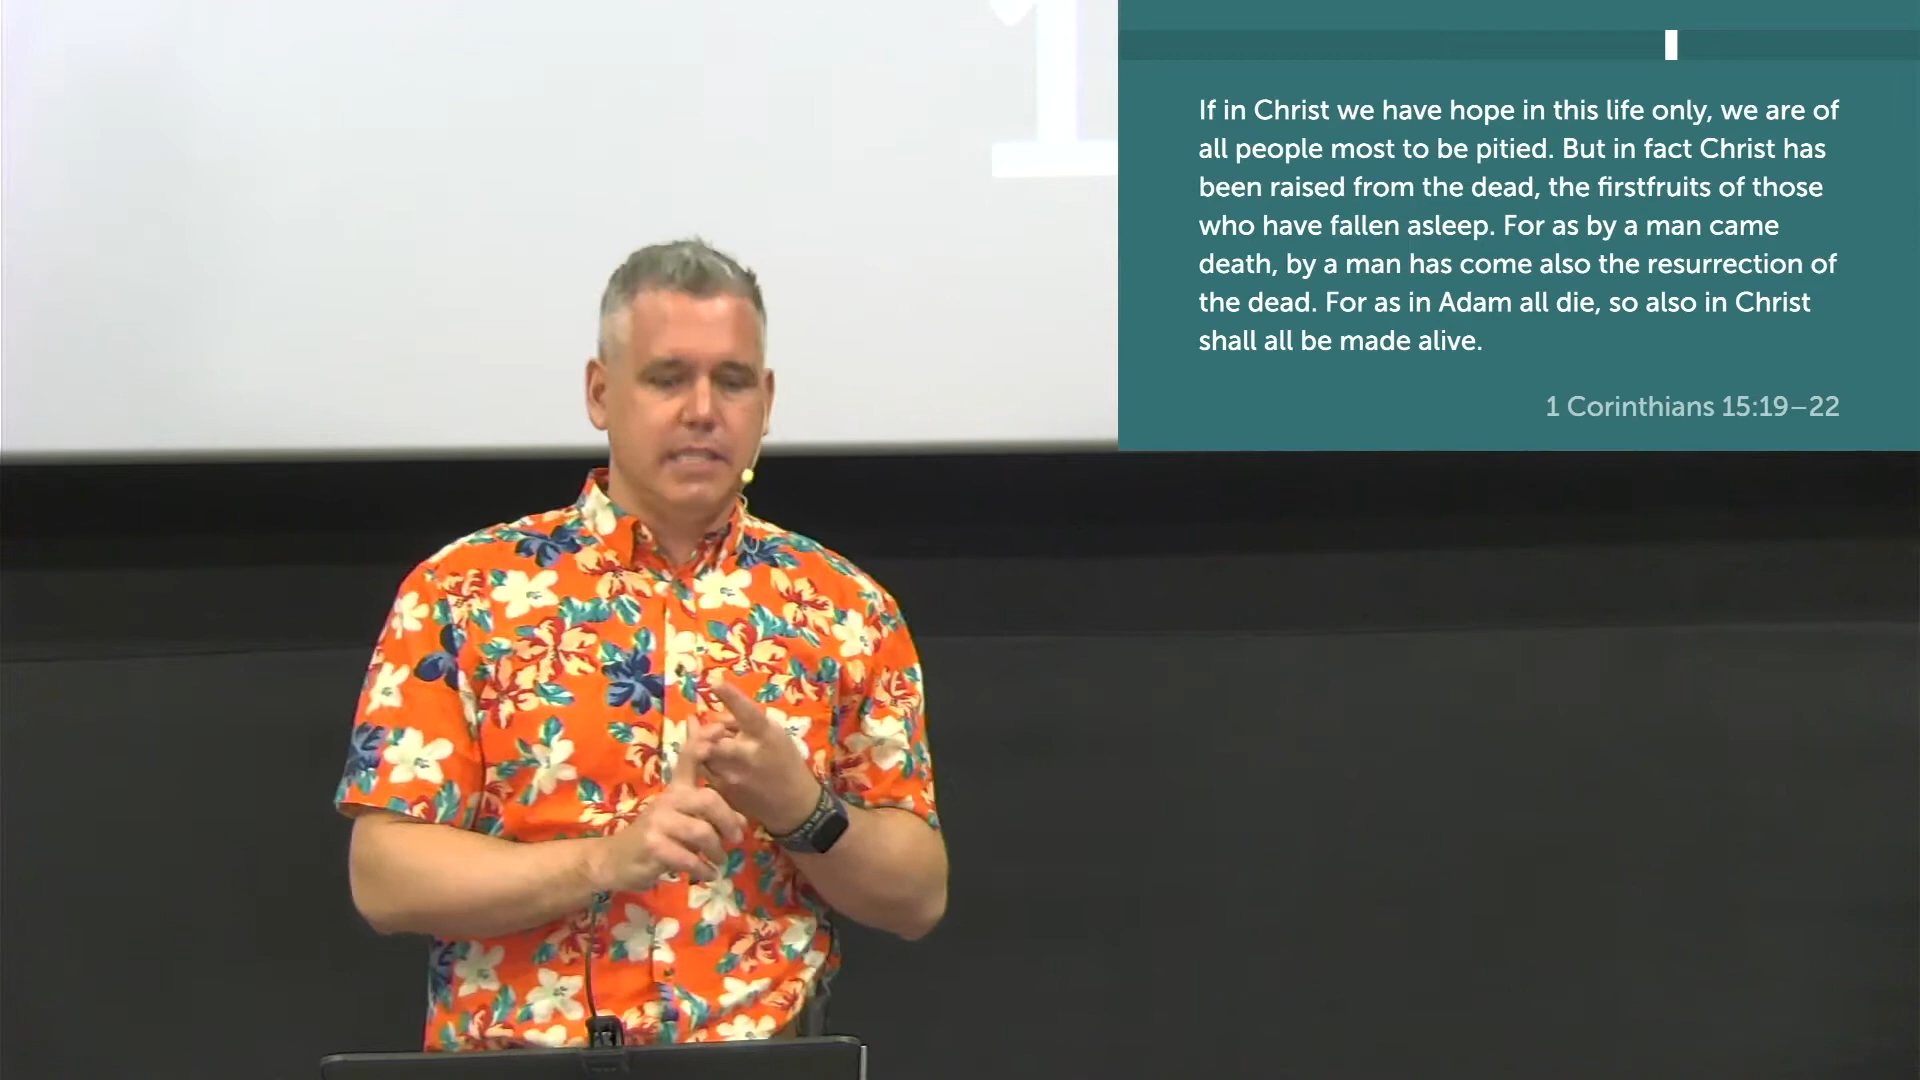 1
If in Christ we have hope in this life only, we are of
all people most to be pitied. But in fact Christ has
been raised from the dead, the firstfruits of those
who have fallen asleep. For as by a man came
death, by a man has come also the resurrection of
the dead. For as in Adam all die, so also in Christ
shall all be made alive.
1 Corinthians 15:19–22